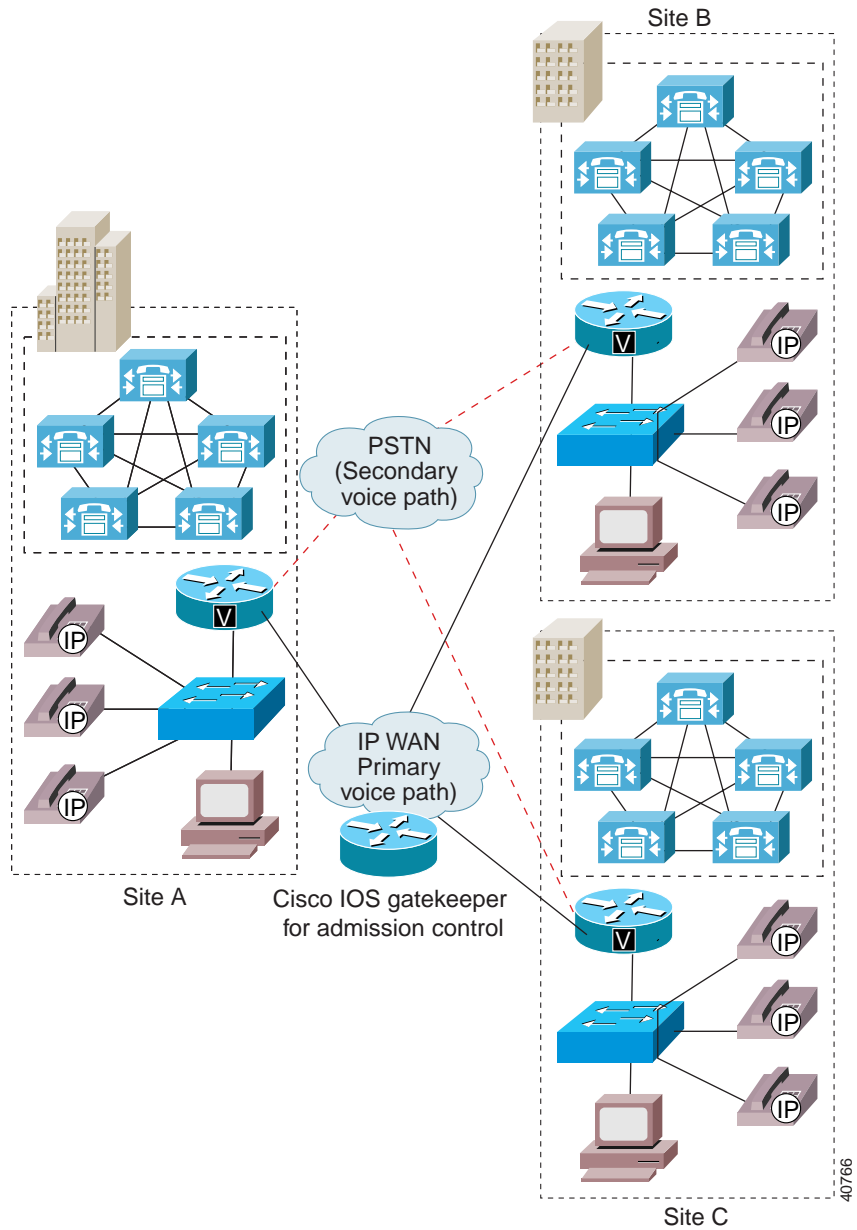 Site B
V
IP
IP
IP
PSTN
(Secondary
voice path)
V
IP
IP
IP
IP WAN
Primary
voice path)
Site A
Cisco IOS gatekeeper
for admission control
V
IP
IP
IP
Site C
40766